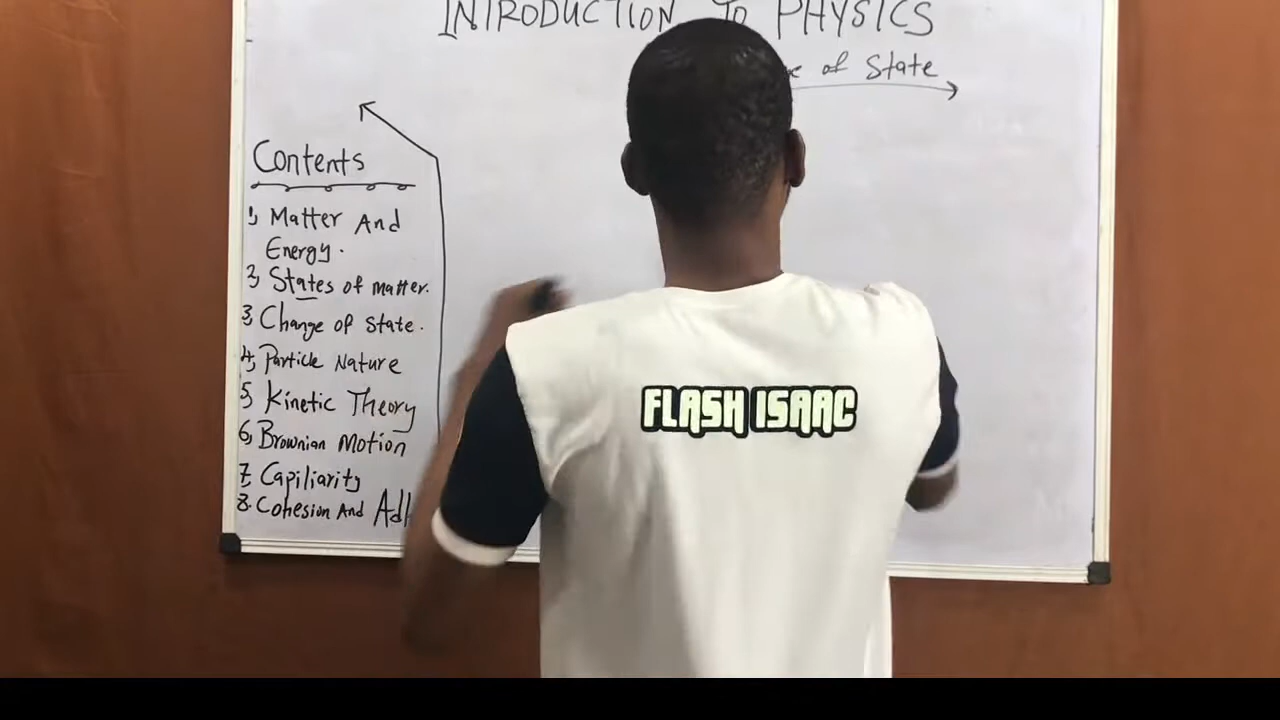 INTRODUCTION To PHYSICS
of State
Contents
1, Matter And
Energy.
2, States of matter.
3, Change of state.
4, Particle Nature
5, Kinetic Theory
6, Brownian Motion
7, Capiliarity
8. Cohesion And
FLASH ISAAC